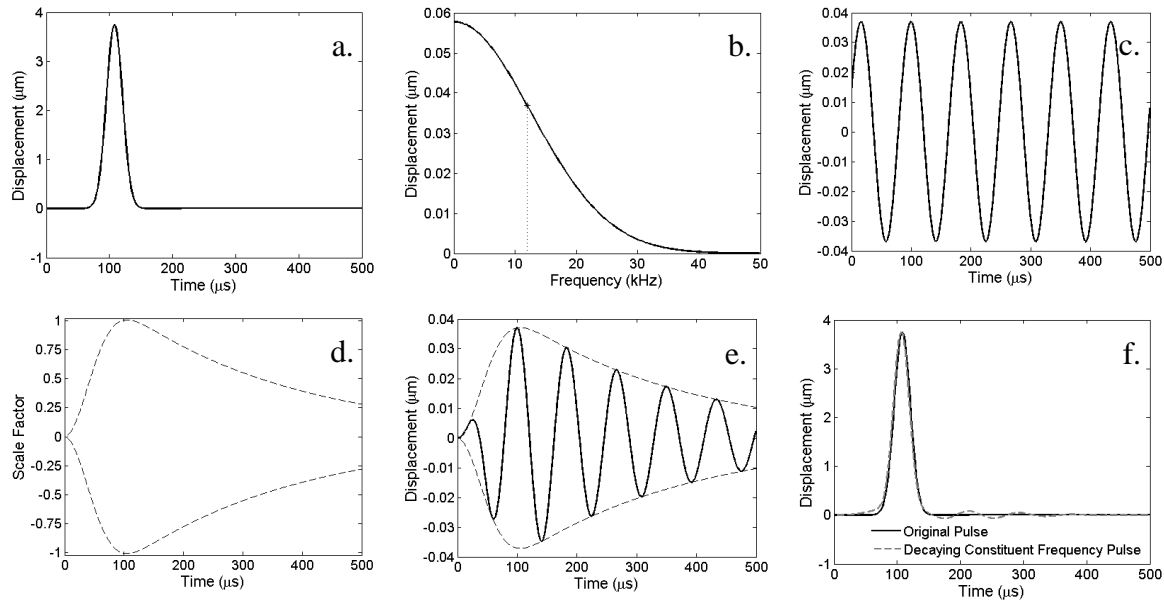 a.
Displacement (μm)
4
3
2
1
0
-1
0 100 200 300 400 500
Time (μs)
b.
Displacement (μm)
0.06
0.05
0.04
0.03
0.02
0.01
0.00
0 10 20 30 40 50
Frequency (kHz)
c.
Displacement (μm)
0.04
0.03
0.02
0.01
0
-0.01
-0.02
-0.03
-0.04
0 100 200 300 400 500
Time (μs)
d.
Scale Factor
1
0.75
0.5
0.25
0
-0.25
-0.5
-0.75
-1
0 100 200 300 400 500
Time (μs)
e.
Displacement (μm)
0.04
0.03
0.02
0.01
0
-0.01
-0.02
-0.03
-0.04
0 100 200 300 400 500
Time (μs)
f.
Displacement (μm)
4
3
2
1
0
-1
Original Pulse
Decaying Constituent Frequency Pulse
0 100 200 300 400 500
Time (μs)